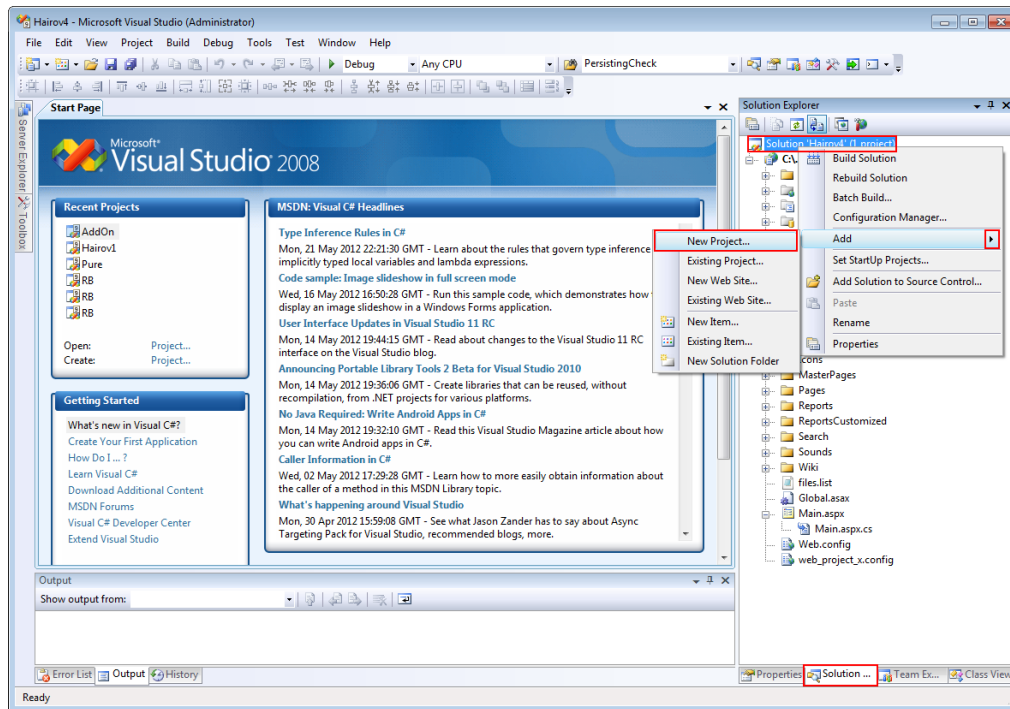 Hairov4 - Microsoft Visual Studio (Administrator)
File Edit View Project Build Debug Tools Test Window Help
Debug Any CPU PersistingCheck
Start Page
Server Explorer
Toolbox
Microsoft®
Visual Studio 2008
Recent Projects
AddOn
Hairov1
Pure
RB
RB
RB
Open: Project...
Create: Project...
Getting Started
What's new in Visual C#?
Create Your First Application
How Do I ... ?
Learn Visual C#
Download Additional Content
MSDN Forums
Visual C# Developer Center
Extend Visual Studio
MSDN: Visual C# Headlines
Type Inference Rules in C#
Mon, 21 May 2012 22:21:30 GMT - Learn about the rules that govern type inference
implicitly typed local variables and lambda expressions.
Code sample: Image slideshow in full screen mode
Wed, 16 May 2012 16:50:28 GMT - Run this sample code, which demonstrates how
display an image slideshow in a Windows Forms application.
User Interface Updates in Visual Studio 11 RC
Mon, 14 May 2012 19:44:15 GMT - Read about changes to the Visual Studio 11 RC
interface on the Visual Studio blog.
Announcing Portable Library Tools 2 Beta for Visual Studio 2010
Mon, 14 May 2012 19:36:06 GMT - Create libraries that can be reused, without
recompilation, from .NET projects for various platforms.
No Java Required: Write Android Apps in C#
Mon, 14 May 2012 19:32:10 GMT - Read this Visual Studio Magazine article about how
you can write Android apps in C#.
Caller Information in C#
Wed, 02 May 2012 17:29:28 GMT - Learn how to more easily obtain information about
the caller of a method in this MSDN Library topic.
What's happening around Visual Studio
Mon, 30 Apr 2012 15:59:08 GMT - See what Jason Zander has to say about Async
Targeting Pack for Visual Studio, recommended blogs, more.
Solution Explorer
Solution 'Hairov4' (1 project)
C:\.
Build Solution
Rebuild Solution
Batch Build...
Configuration Manager...
Add
Set StartUp Projects...
Add Solution to Source Control...
Paste
Rename
Properties
New Project...
Existing Project...
New Web Site...
Existing Web Site...
New Item...
Existing Item...
New Solution Folder
MasterPages
Pages
Reports
ReportsCustomized
Search
Sounds
Wiki
files.list
Global.asax
Main.aspx
Main.aspx.cs
Web.config
web_project_x.config
Output
Show output from:
Error List Output History
Properties Solution ... Team Ex... Class View
Ready